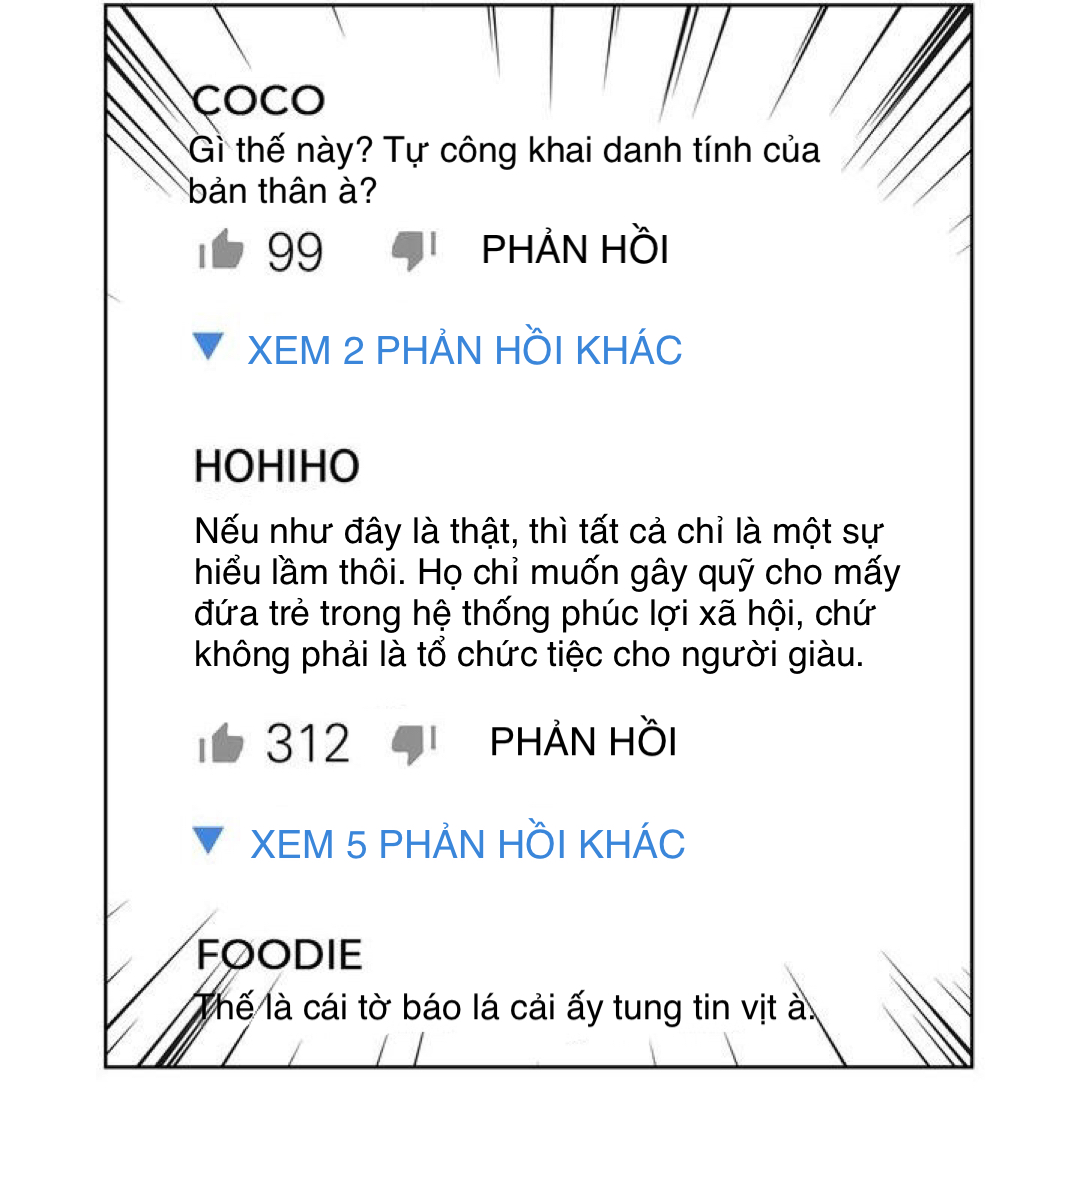 COCO
Gì thế này? Tự công khai danh tính của
bản thân à?
99 PHẢN HỒI
XEM 2 PHẢN HỒI KHÁC
HOHIHO
Nếu như đây là thật, thì tất cả chỉ là một sự
hiểu lầm thôi. Họ chỉ muốn gây quỹ cho mấy
đứa trẻ trong hệ thống phúc lợi xã hội, chứ
không phải là tổ chức tiệc cho người giàu.
312 PHẢN HỒI
XEM 5 PHẢN HỒI KHÁC
FOODIE
Thế là cái tờ báo lá cải ấy tung tin vịt à.